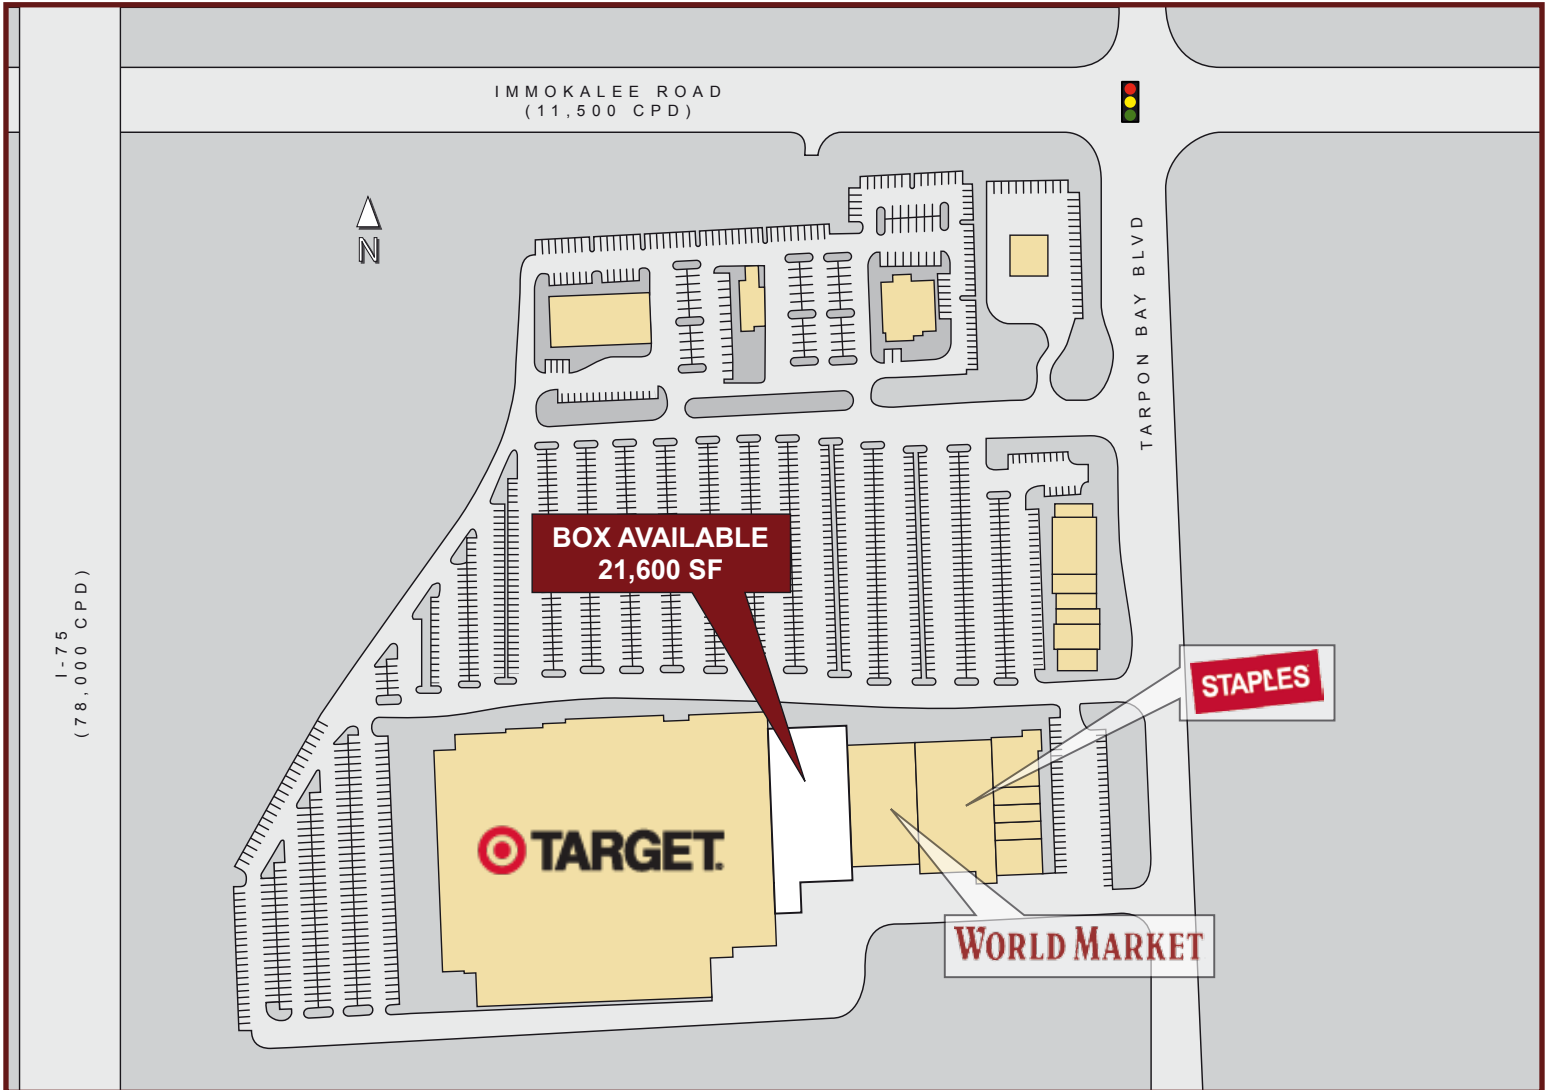 IMMOKALEE ROAD
(11,500 CPD)
N
TARPON BAY BLVD
BOX AVAILABLE
21,600 SF
I-75
(78,000 CPD)
STAPLES
TARGET.
WORLD MARKET